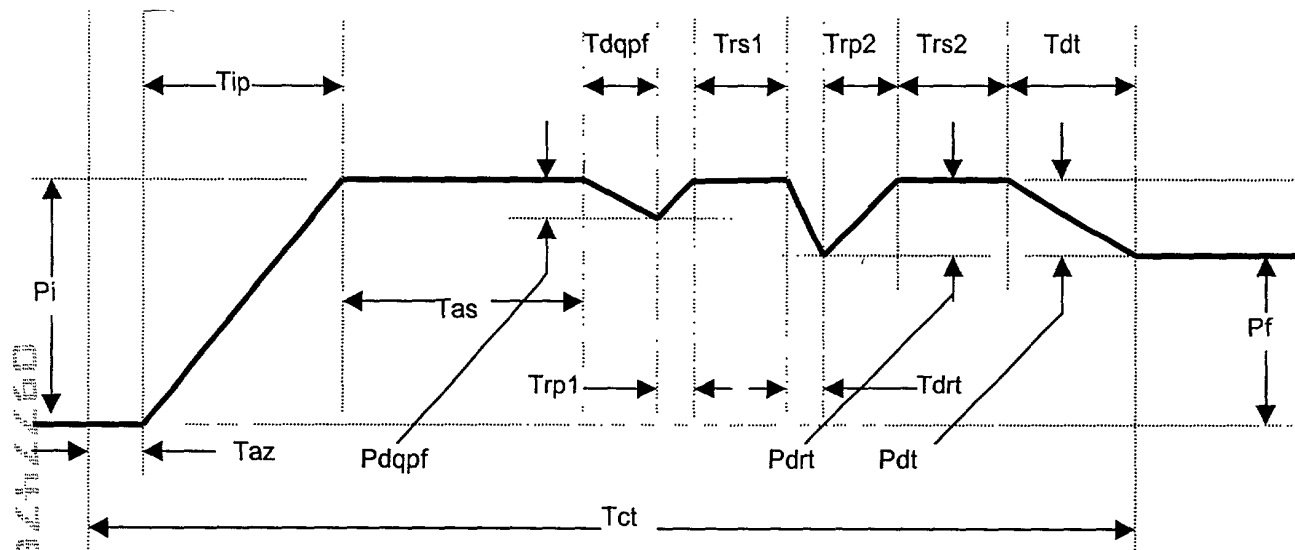 Tdqpf Trs1 Trp2 Trs2 Tdt
Tip
Pi
Tas
Pf
Trp1
Tdrt
Taz
Pdqpf
Pdrt
Pdt
Tct